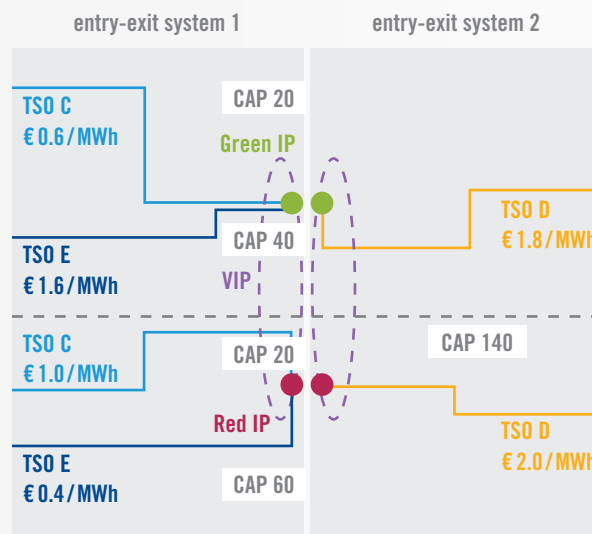 entry-exit system 1
entry-exit system 2
TSO C
€ 0.6 / MWh
CAP 20
Green IP
TSO E
€ 1.6 / MWh
CAP 40
VIP
TSO D
€ 1.8 / MWh
TSO C
€ 1.0 / MWh
CAP 20
CAP 140
Red IP
TSO E
€ 0.4 / MWh
CAP 60
TSO D
€ 2.0 / MWh